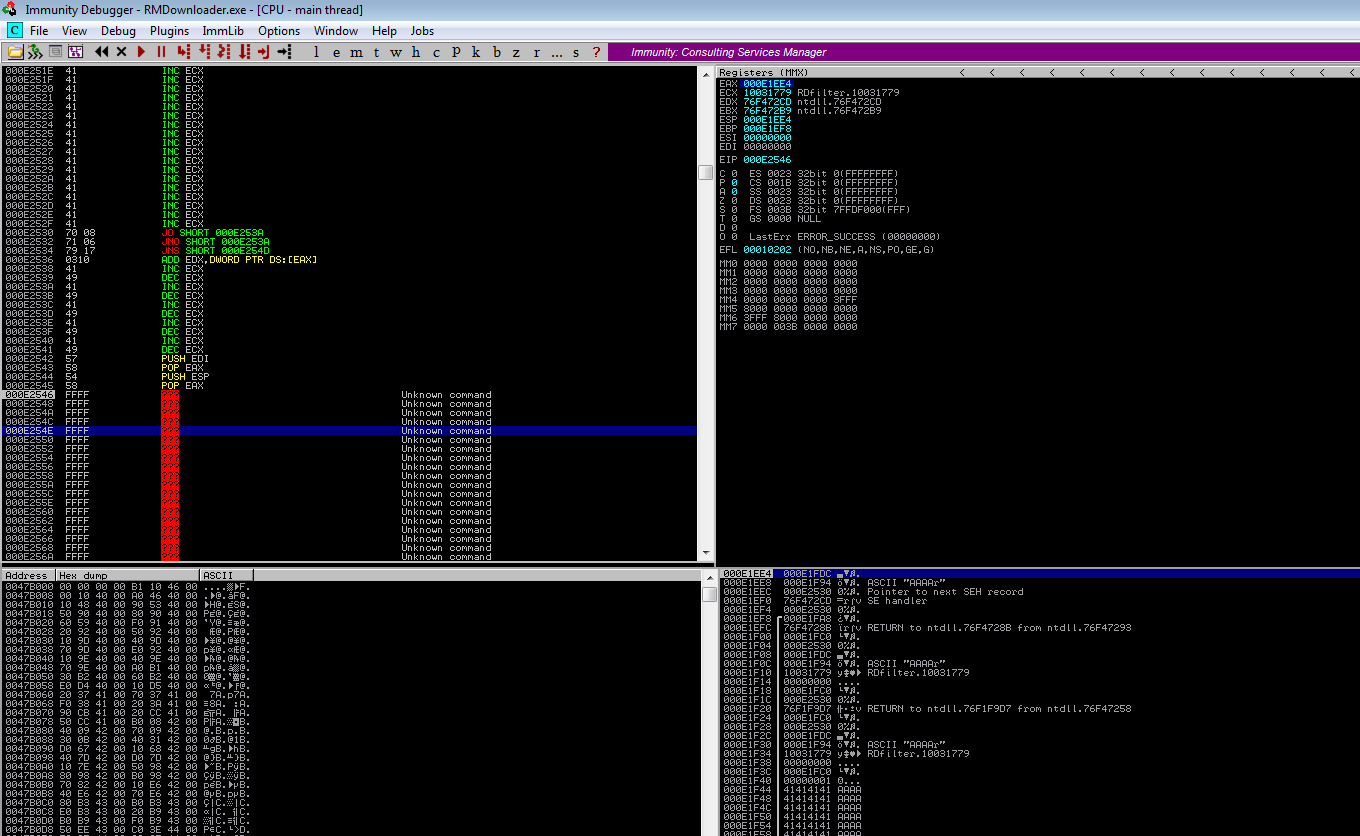 Immunity Debugger - RMDownloader.exe - [CPU - main thread]
C File View Debug Plugins ImmLib Options Window Help Jobs
l e m t w h c P k b z r ... s ? Immunity: Consulting Services Manager
000E251E 41 INC ECX
000E251F 41 INC ECX
000E2520 41 INC ECX
000E2521 41 INC ECX
000E2522 41 INC ECX
000E2523 41 INC ECX
000E2524 41 INC ECX
000E2525 41 INC ECX
000E2526 41 INC ECX
000E2527 41 INC ECX
000E2528 41 INC ECX
000E2529 41 INC ECX
000E252A 41 INC ECX
000E252B 41 INC ECX
000E252C 41 INC ECX
000E252D 41 INC ECX
000E252E 41 INC ECX
000E252F 41 INC ECX
000E2530 70 08 JO SHORT 000E253A
000E2532 71 06 JNO SHORT 000E253A
000E2534 79 17 JNS SHORT 000E254D
000E2536 0310 ADD EDX,DWORD PTR DS:[EAX]
000E2538 41 INC ECX
000E2539 49 DEC ECX
000E253A 41 INC ECX
000E253B 49 DEC ECX
000E253C 41 INC ECX
000E253D 49 DEC ECX
000E253E 41 INC ECX
000E253F 49 DEC ECX
000E2540 41 INC ECX
000E2541 49 DEC ECX
000E2542 57 PUSH EDI
000E2543 58 POP EAX
000E2544 54 PUSH ESP
000E2545 58 POP EAX
000E2546 FFFF ??? Unknown command
000E2548 FFFF ??? Unknown command
000E254A FFFF ??? Unknown command
000E254C FFFF ??? Unknown command
000E254E FFFF ??? Unknown command
000E2550 FFFF ??? Unknown command
000E2552 FFFF ??? Unknown command
000E2554 FFFF ??? Unknown command
000E2556 FFFF ??? Unknown command
000E2558 FFFF ??? Unknown command
000E255A FFFF ??? Unknown command
000E255C FFFF ??? Unknown command
000E255E FFFF ??? Unknown command
000E2560 FFFF ??? Unknown command
000E2562 FFFF ??? Unknown command
000E2564 FFFF ??? Unknown command
000E2566 FFFF ??? Unknown command
000E2568 FFFF ??? Unknown command
000E256A FFFF ??? Unknown command
Registers (MMX) < < < < < < < < < < < < < <
EAX 000E1EE4
ECX 10031779 RDfilter.10031779
EDX 76F472CD ntdll.76F472CD
EBX 76F472B9 ntdll.76F472B9
ESP 000E1EE4
EBP 000E1EF8
ESI 00000000
EDI 00000000
EIP 000E2546
C 0 ES 0023 32bit 0(FFFFFFFF)
P 0 CS 001B 32bit 0(FFFFFFFF)
A 0 SS 0023 32bit 0(FFFFFFFF)
Z 0 DS 0023 32bit 0(FFFFFFFF)
S 0 FS 003B 32bit 7FFDF000(FFF)
T 0 GS 0000 NULL
D 0
O 0 LastErr ERROR_SUCCESS (00000000)
EFL 00010202 (NO,NB,NE,A,NS,PO,GE,G)
MM0 0000 0000 0000 0000
MM1 0000 0000 0000 0000
MM2 0000 0000 0000 0000
MM3 0000 0000 0000 0000
MM4 0000 0000 0000 3FFF
MM5 8000 0000 0000 0000
MM6 3FFF 8000 0000 0000
MM7 0000 003B 0000 0000
Address Hex dump ASCII
0047B000 00 00 00 00 B1 10 46 00
0047B008 00 10 40 00 A0 46 40 00
0047B010 10 48 40 00 90 53 40 00
0047B018 50 90 40 00 80 90 40 00
0047B020 60 59 40 00 F0 91 40 00
0047B028 20 92 40 00 50 92 40 00
0047B030 10 9D 40 00 40 9D 40 00
0047B038 70 9D 40 00 E0 92 40 00
0047B040 10 9E 40 00 40 9E 40 00
0047B048 70 9E 40 00 A0 B1 40 00
0047B050 30 B2 40 00 60 B2 40 00
0047B058 E0 D4 40 00 10 D5 40 00
0047B060 20 37 41 00 70 37 41 00 7A.p7A.
0047B068 F0 38 41 00 20 3A 41 00
0047B070 90 CB 41 00 20 CC 41 00
0047B078 50 CC 41 00 B0 08 42 00
0047B080 40 09 42 00 70 09 42 00 @.B.p.B.
0047B088 30 0B 42 00 40 31 42 00
0047B090 D0 67 42 00 10 68 42 00
0047B098 40 7D 42 00 D0 7D 42 00
0047B0A0 10 7E 42 00 50 98 42 00
0047B0A8 80 98 42 00 B0 98 42 00
0047B0B0 70 82 42 00 10 E6 42 00
0047B0B8 40 E6 42 00 70 E6 42 00
0047B0C0 80 B3 43 00 B0 B3 43 00
0047B0C8 E0 B3 43 00 20 B9 43 00
0047B0D0 B0 B9 43 00 F0 B9 43 00
0047B0D8 50 EE 43 00 C0 3E 44 00
000E1EE4 000E1FDC
000E1EE8 000E1F94 ASCII "AAAAr"
000E1EEC 000E2530 Pointer to next SEH record
000E1EF0 76F472CD SE handler
000E1EF4 000E2530
000E1EF8 000E1FA8
000E1EFC 76F4728B RETURN to ntdll.76F4728B from ntdll.76F47293
000E1F00 000E1FC0
000E1F04 000E2530
000E1F08 000E1FDC
000E1F0C 000E1F94 ASCII "AAAAr"
000E1F10 10031779 RDfilter.10031779
000E1F14 00000000 ....
000E1F18 000E1FC0
000E1F1C 000E2530
000E1F20 76F1F9D7 RETURN to ntdll.76F1F9D7 from ntdll.76F47258
000E1F24 000E1FC0
000E1F28 000E2530
000E1F2C 000E1FDC
000E1F30 000E1F94 ASCII "AAAAr"
000E1F34 10031779 RDfilter.10031779
000E1F38 00000000 ....
000E1F3C 000E1FC0
000E1F40 00000001
000E1F44 41414141 AAAA
000E1F48 41414141 AAAA
000E1F4C 41414141 AAAA
000E1F50 41414141 AAAA
000E1F54 41414141 AAAA
000E1F58 41414141 AAAA